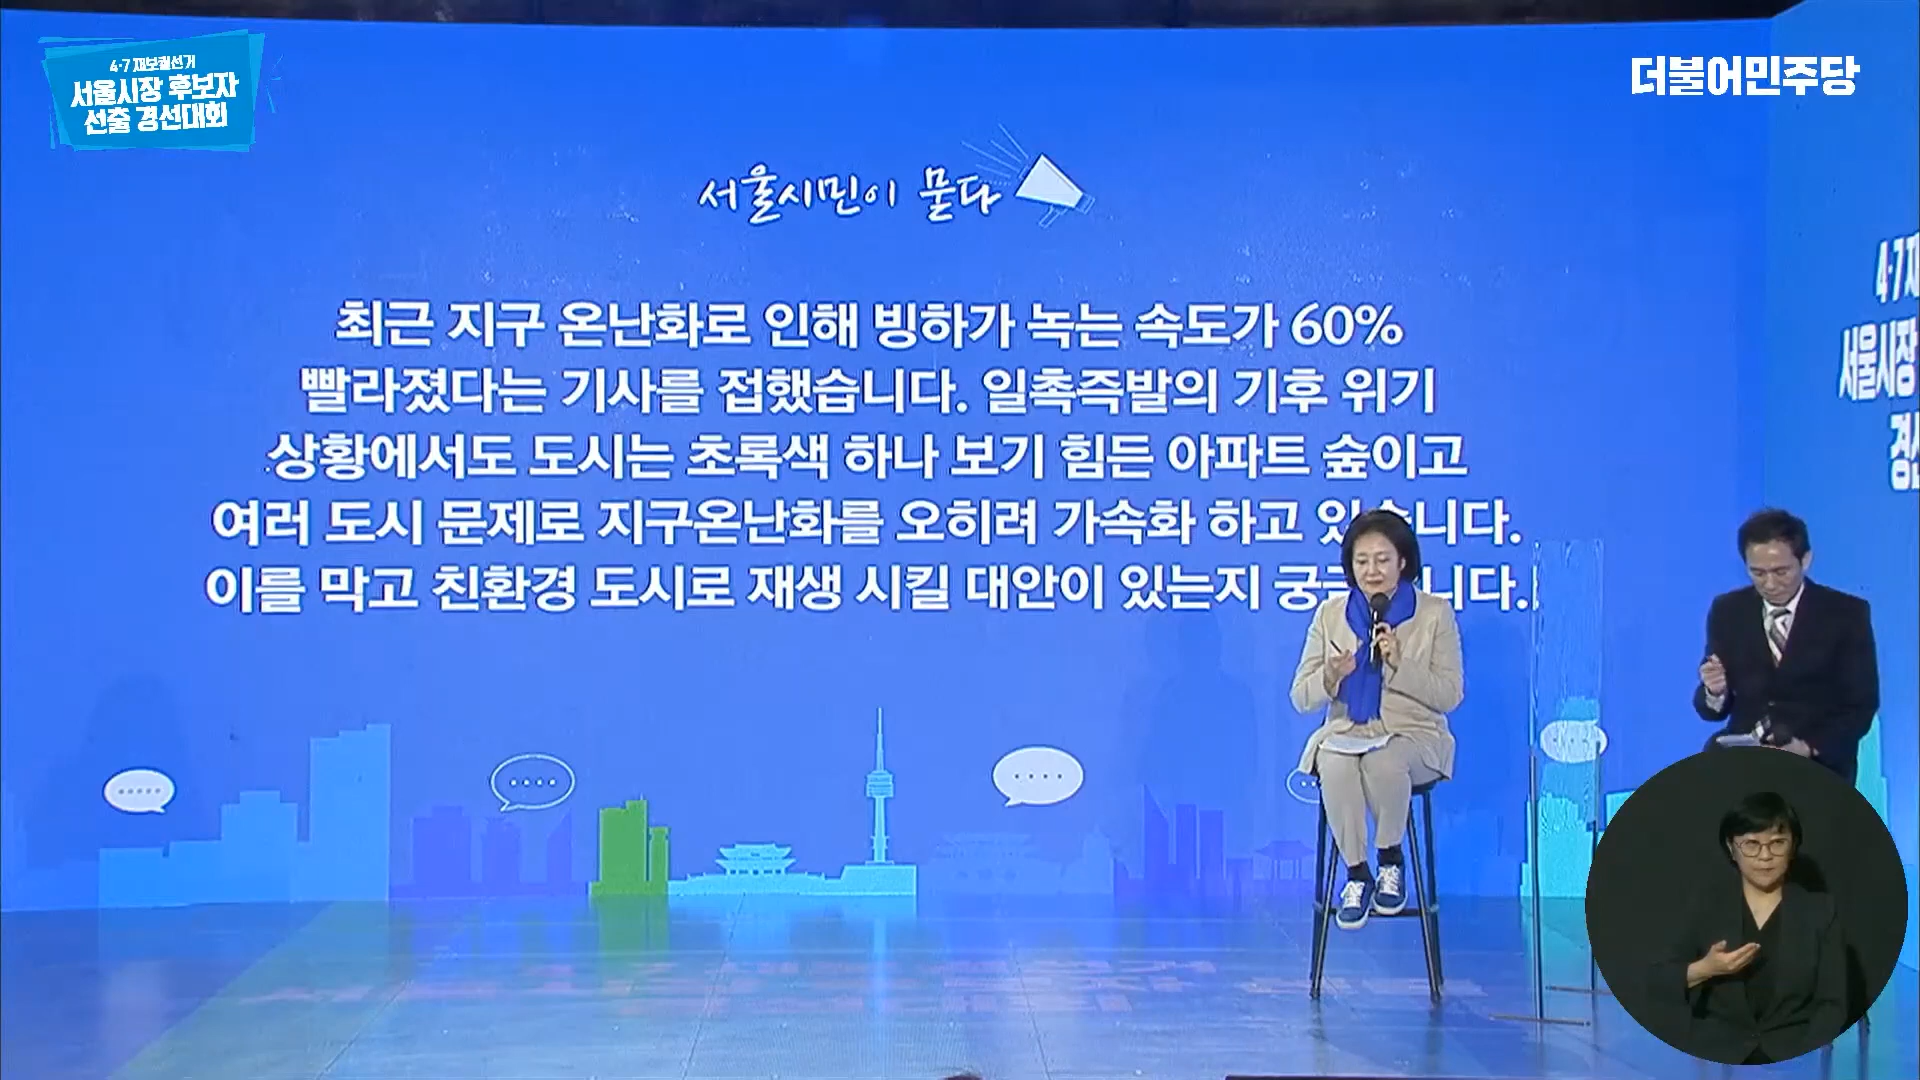 4·7 재보궐선거
서울시장 후보자
선출 경선대회
더불어민주당
서울시민이 묻다
최근 지구 온난화로 인해 빙하가 녹는 속도가 60%
빨라졌다는 기사를 접했습니다. 일촉즉발의 기후 위기
상황에서도 도시는 초록색 하나 보기 힘든 아파트 숲이고
여러 도시 문제로 지구온난화를 오히려 가속화 하고
이를 막고 친환경 도시로 재생 시킬 대안이 있는지
4·7
서울시장